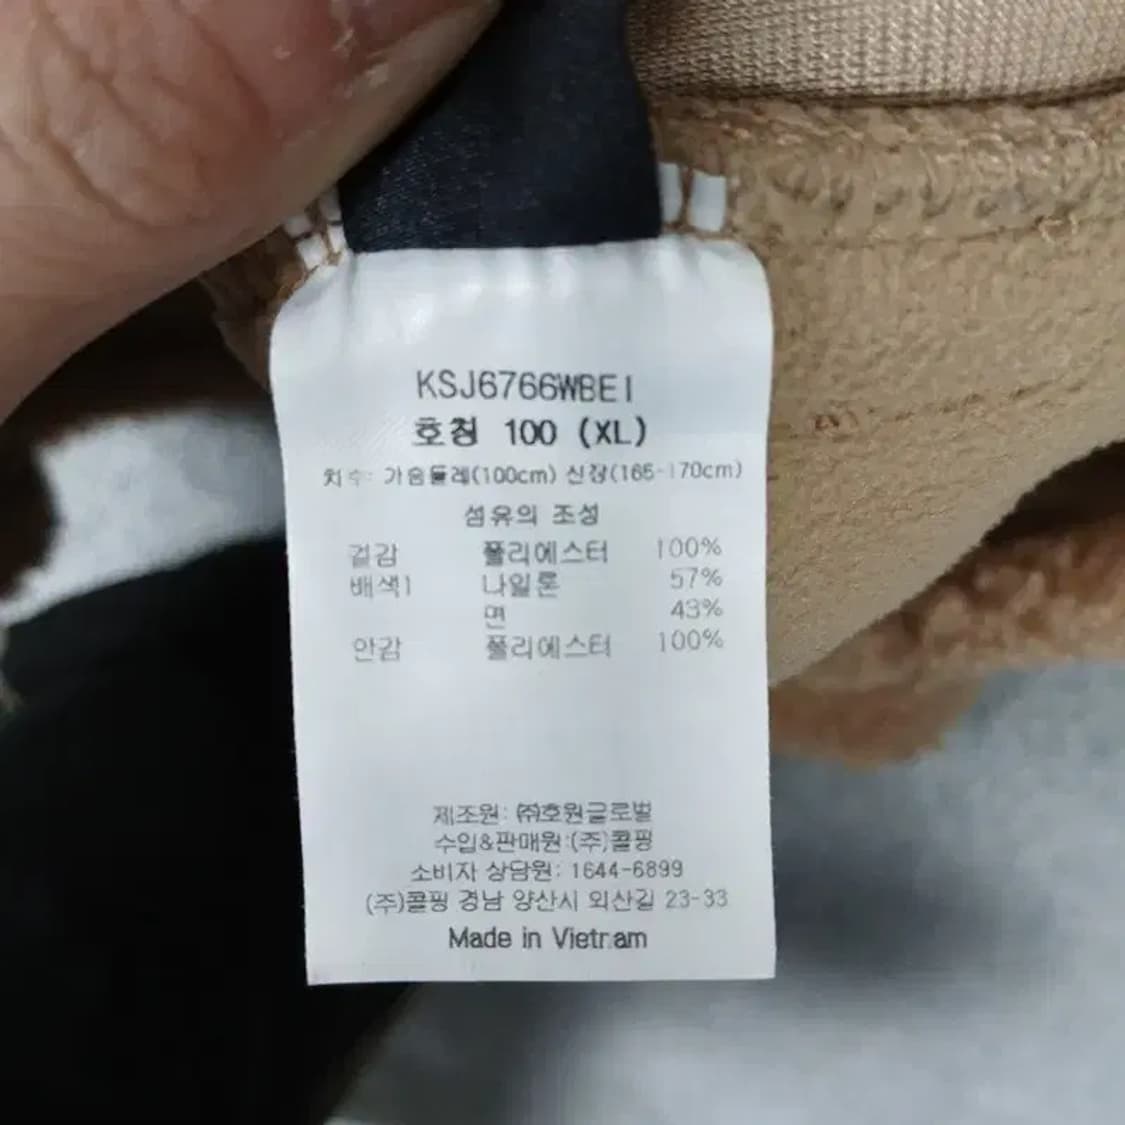 KSJ6766WBEI
호칭 100 (XL)
치수: 가슴둘레(100cm) 신장(165-170cm)
섬유의 조성
겉감 폴리에스터 100%
배색1 나일론 57%
면 43%
안감 폴리에스터 100%
제조원: ㈜호원글로벌
수입&판매원:(주)콜핑
소비자 상담원: 1644-6899
(주)콜핑 경남 양산시 외산길 23-33
Made in Vietnam